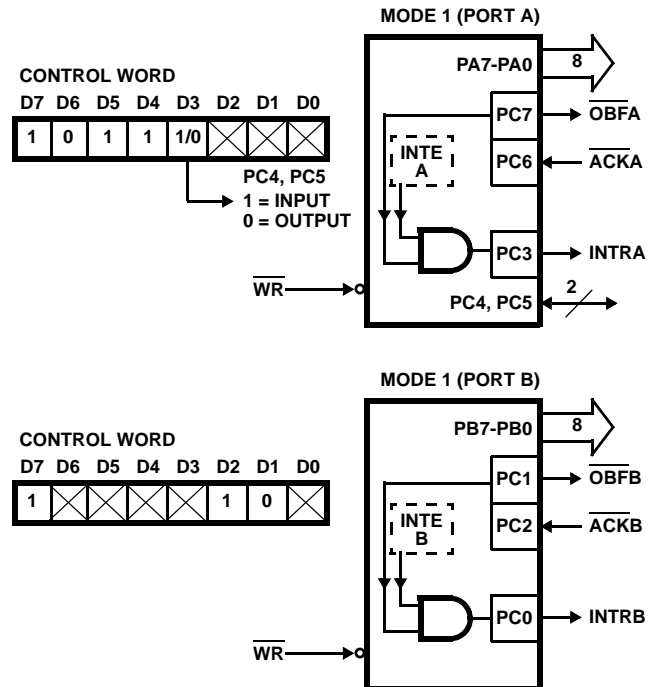 MODE 1 (PORT A)
PA7-PA0
8
CONTROL WORD
D7 D6 D5 D4 D3 D2 D1 D0
1 0 1 1 1/0
PC4, PC5
1 = INPUT
0 = OUTPUT
PC7
OBFA
INTE
A
PC6
ACKA
PC3
INTRA
WR
PC4, PC5
2
MODE 1 (PORT B)
PB7-PB0
8
CONTROL WORD
D7 D6 D5 D4 D3 D2 D1 D0
1 1 0
PC1
OBFB
INTE
B
PC2
ACKB
PC0
INTRB
WR